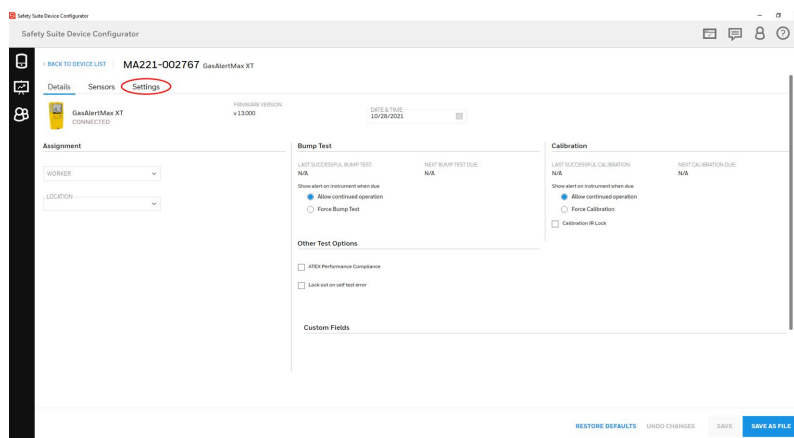 Safety Suite Device Configurator
Safety Suite Device Configurator
‹ BACK TO DEVICE LIST MA221-002767 GasAlertMax XT
Details Sensors Settings
GasAlertMax XT
CONNECTED
FIRMWARE VERSION:
v 13.000
DATE & TIME:
10/28/2021
Assignment
WORKER
LOCATION
Bump Test
LAST SUCCESSFUL BUMP TEST: NEXT BUMP TEST DUE:
N/A N/A
Show alert on instrument when due
Allow continued operation
Force Bump Test
Other Test Options
ATEX Performance Compliance
Lock out on self test error
Custom Fields
Calibration
LAST SUCCESSFUL CALIBRATION: NEXT CALIBRATION DUE:
N/A N/A
Show alert on instrument when due
Allow continued operation
Force Calibration
Calibration IR Lock
RESTORE DEFAULTS UNDO CHANGES SAVE SAVE AS FILE